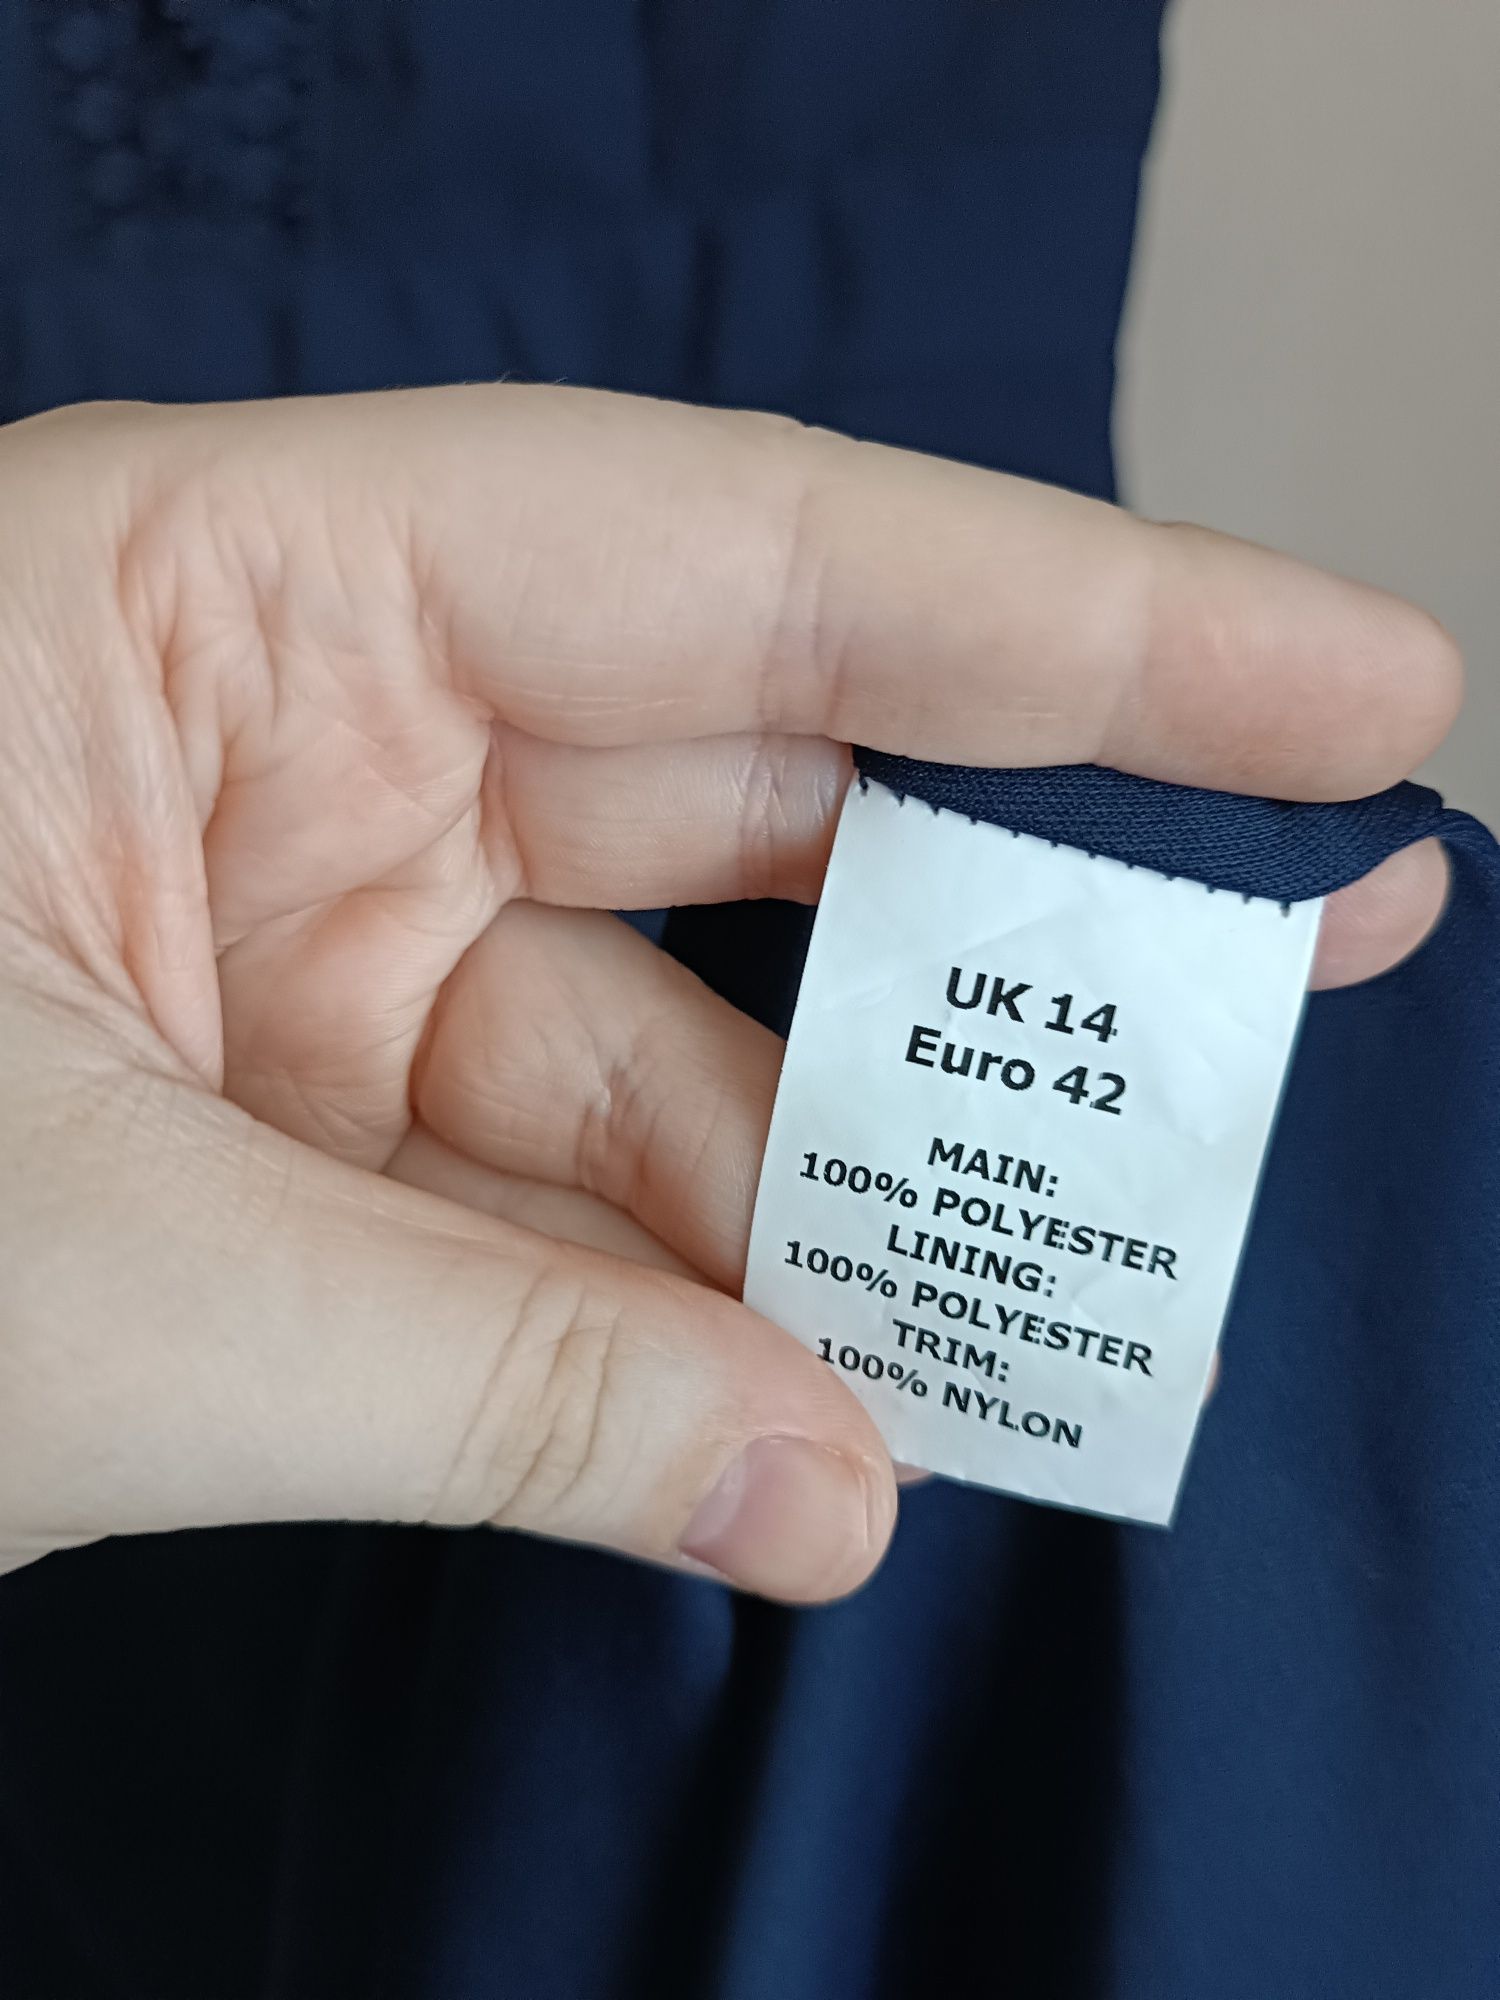 UK 14
Euro 42
MAIN:
100% POLYESTER
LINING:
100% POLYESTER
TRIM:
100% NYLON